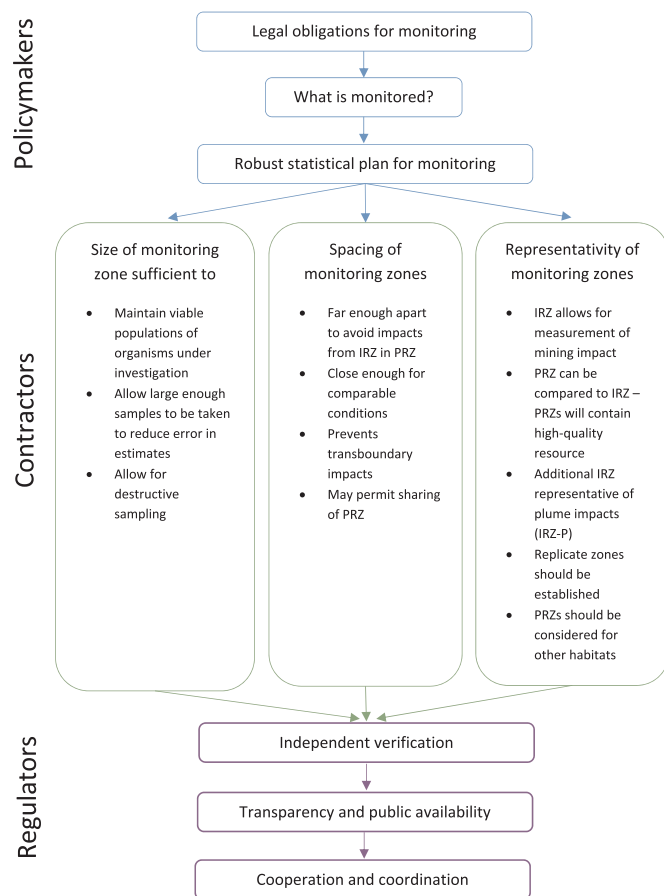 Policymakers
Legal obligations for monitoring
What is monitored?
Robust statistical plan for monitoring
Contractors
Size of monitoring
zone sufficient to
● Maintain viable
populations of
organisms under
investigation
● Allow large enough
samples to be taken
to reduce error in
estimates
● Allow for
destructive
sampling
Spacing of
monitoring zones
● Far enough apart
to avoid impacts
from IRZ in PRZ
● Close enough for
comparable
conditions
● Prevents
transboundary
impacts
● May permit sharing
of PRZ
Representativity of
monitoring zones
● IRZ allows for
measurement of
mining impact
● PRZ can be
compared to IRZ –
PRZs will contain
high-quality
resource
● Additional IRZ
representative of
plume impacts
(IRZ-P)
● Replicate zones
should be
established
● PRZs should be
considered for
other habitats
Regulators
Independent verification
Transparency and public availability
Cooperation and coordination